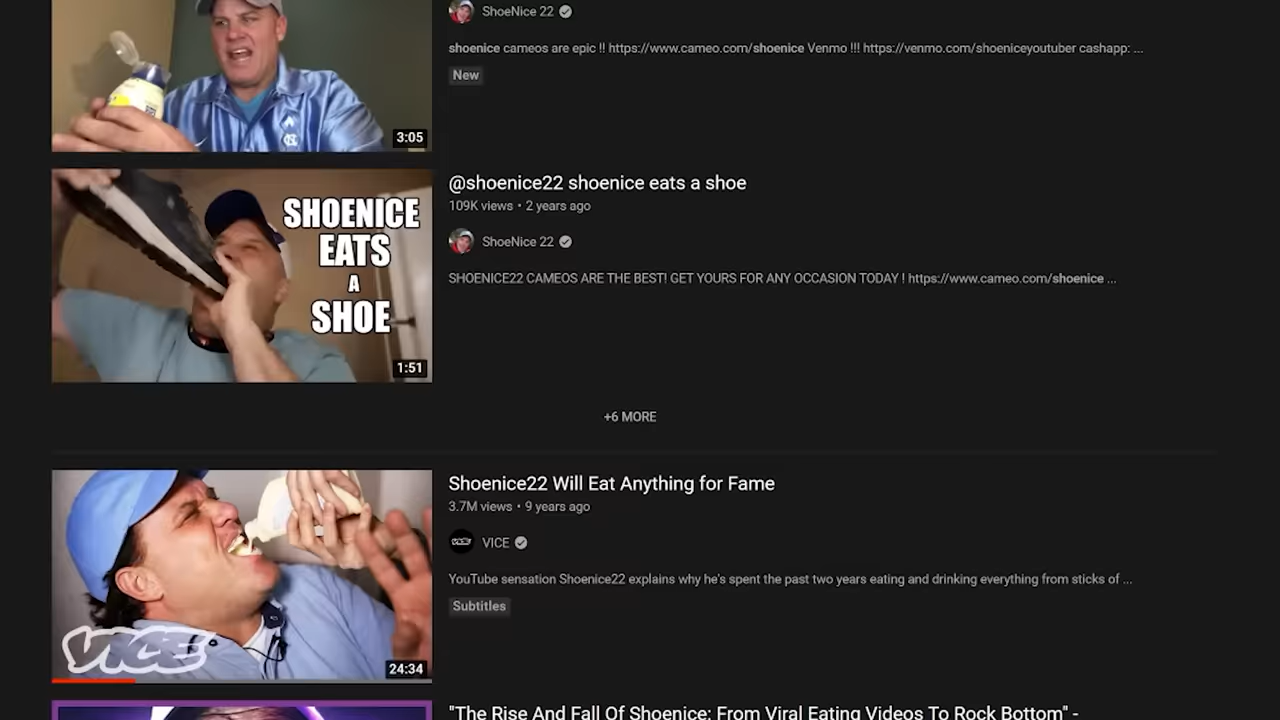 ShoeNice 22
shoenice cameos are epic !! https://www.cameo.com/shoenice Venmo !!! https://venmo.com/shoeniceyoutuber cashapp: ...
New
3:05
@shoenice22 shoenice eats a shoe
109K views • 2 years ago
SHOENICE
EATS
A
SHOE
ShoeNice 22
SHOENICE22 CAMEOS ARE THE BEST! GET YOURS FOR ANY OCCASION TODAY ! https://www.cameo.com/shoenice ...
1:51
+6 MORE
Shoenice22 Will Eat Anything for Fame
3.7M views • 9 years ago
VICE
YouTube sensation Shoenice22 explains why he's spent the past two years eating and drinking everything from sticks of ...
Subtitles
VICE
24:34
"The Rise And Fall Of Shoenice: From Viral Eating Videos To Rock Bottom" -